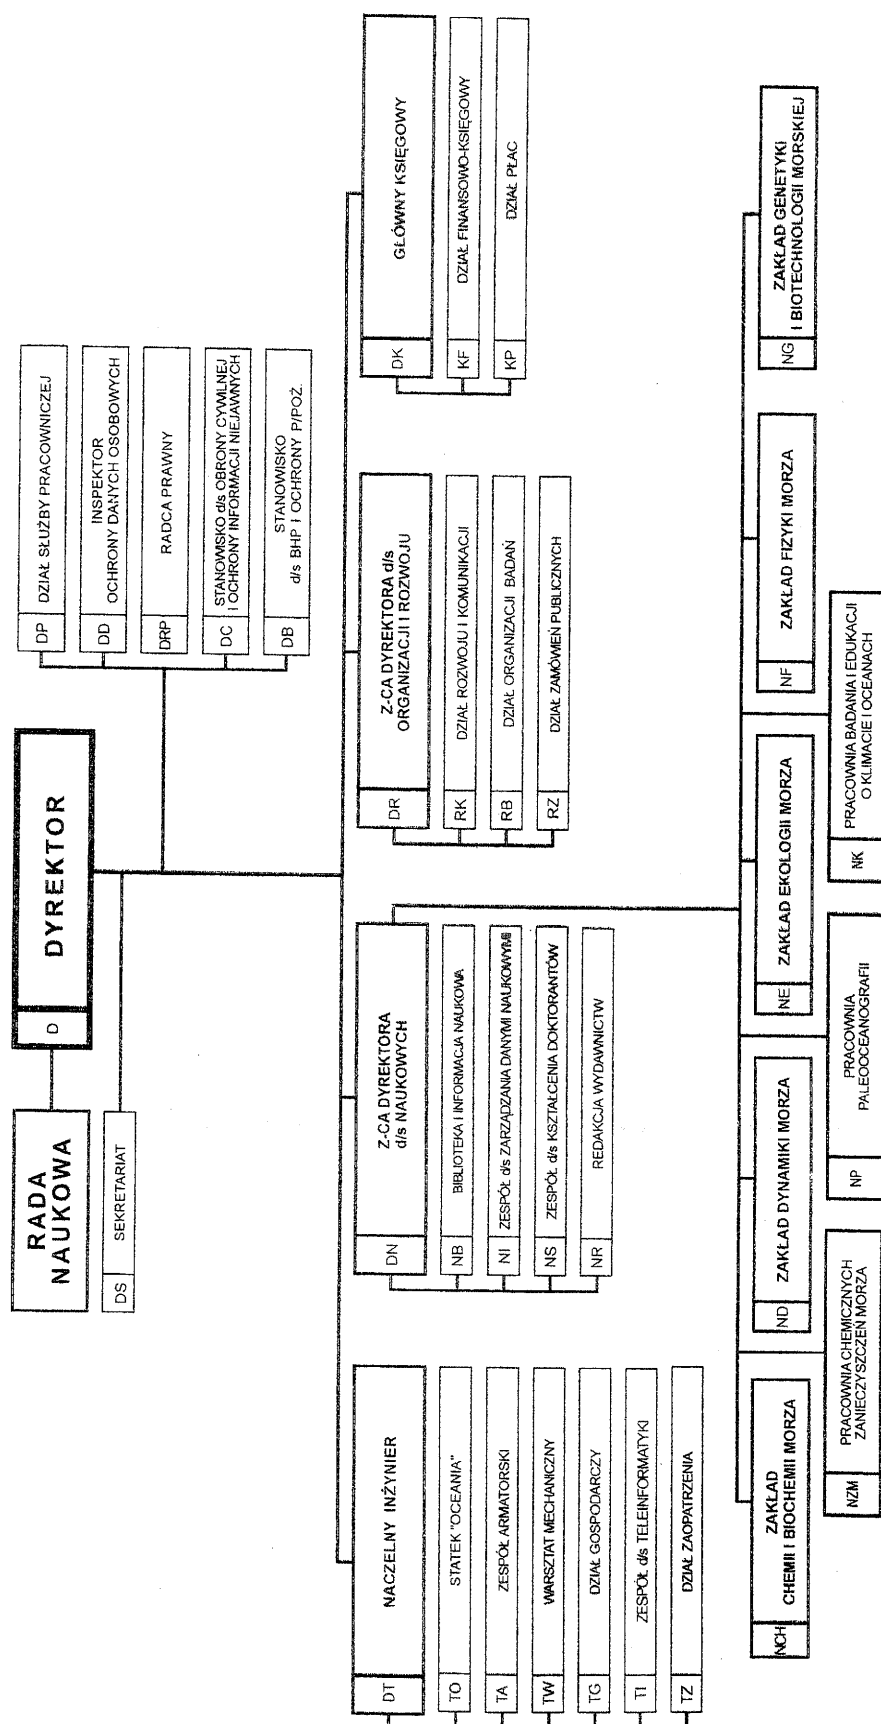 RADA
NAUKOWA
D
DYREKTOR
DS
SEKRETARIAT
DP
DZIAŁ SŁUŻBY PRACOWNICZEJ
DD
INSPEKTOR
OCHRONY DANYCH OSOBOWYCH
DRP
RADCA PRAWNY
DC
STANOWISKO d/s OBRONY CYWILNEJ
I OCHRONY INFORMACJI NIEJAWNYCH
DB
STANOWISKO
d/s BHP I OCHRONY P/POŻ.
DT
NACZELNY INŻYNIER
TO
STATEK "OCEANIA"
TA
ZESPÓŁ ARMATORSKI
TW
WARSZTAT MECHANICZNY
TG
DZIAŁ GOSPODARCZY
TI
ZESPÓŁ d/s TELEINFORMATYKI
TZ
DZIAŁ ZAOPATRZENIA
DN
Z-CA DYREKTORA
d/s NAUKOWYCH
NB
BIBLIOTEKA I INFORMACJA NAUKOWA
NI
ZESPÓŁ d/s ZARZĄDZANIA DANYMI NAUKOWYMI
NS
ZESPÓŁ d/s KSZTAŁCENIA DOKTORANTÓW
NR
REDAKCJA WYDAWNICTW
DR
Z-CA DYREKTORA d/s
ORGANIZACJI I ROZWOJU
RK
DZIAŁ ROZWOJU I KOMUNIKACJI
RB
DZIAŁ ORGANIZACJI BADAŃ
RZ
DZIAŁ ZAMÓWIEŃ PUBLICZNYCH
DK
GŁÓWNY KSIĘGOWY
KF
DZIAŁ FINANSOWO-KSIĘGOWY
KP
DZIAŁ PŁAC
NCH
ZAKŁAD
CHEMII I BIOCHEMII MORZA
ND
ZAKŁAD DYNAMIKI MORZA
NE
ZAKŁAD EKOLOGII MORZA
NF
ZAKŁAD FIZYKI MORZA
NG
ZAKŁAD GENETYKI
I BIOTECHNOLOGII MORSKIEJ
NZM
PRACOWNIA CHEMICZNYCH
ZANIECZYSZCZEŃ MORZA
NP
PRACOWNIA
PALEOOCEANOGRAFII
NK
PRACOWNIA BADANIA I EDUKACJI
O KLIMACIE I OCEANACH